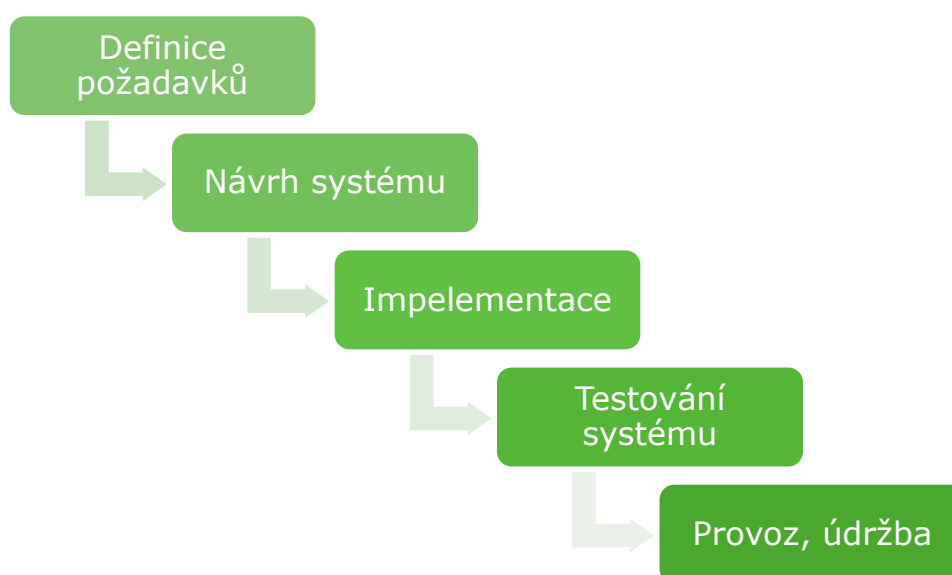 Definice
požadavků
Návrh systému
Impelementace
Testování
systému
Provoz, údržba